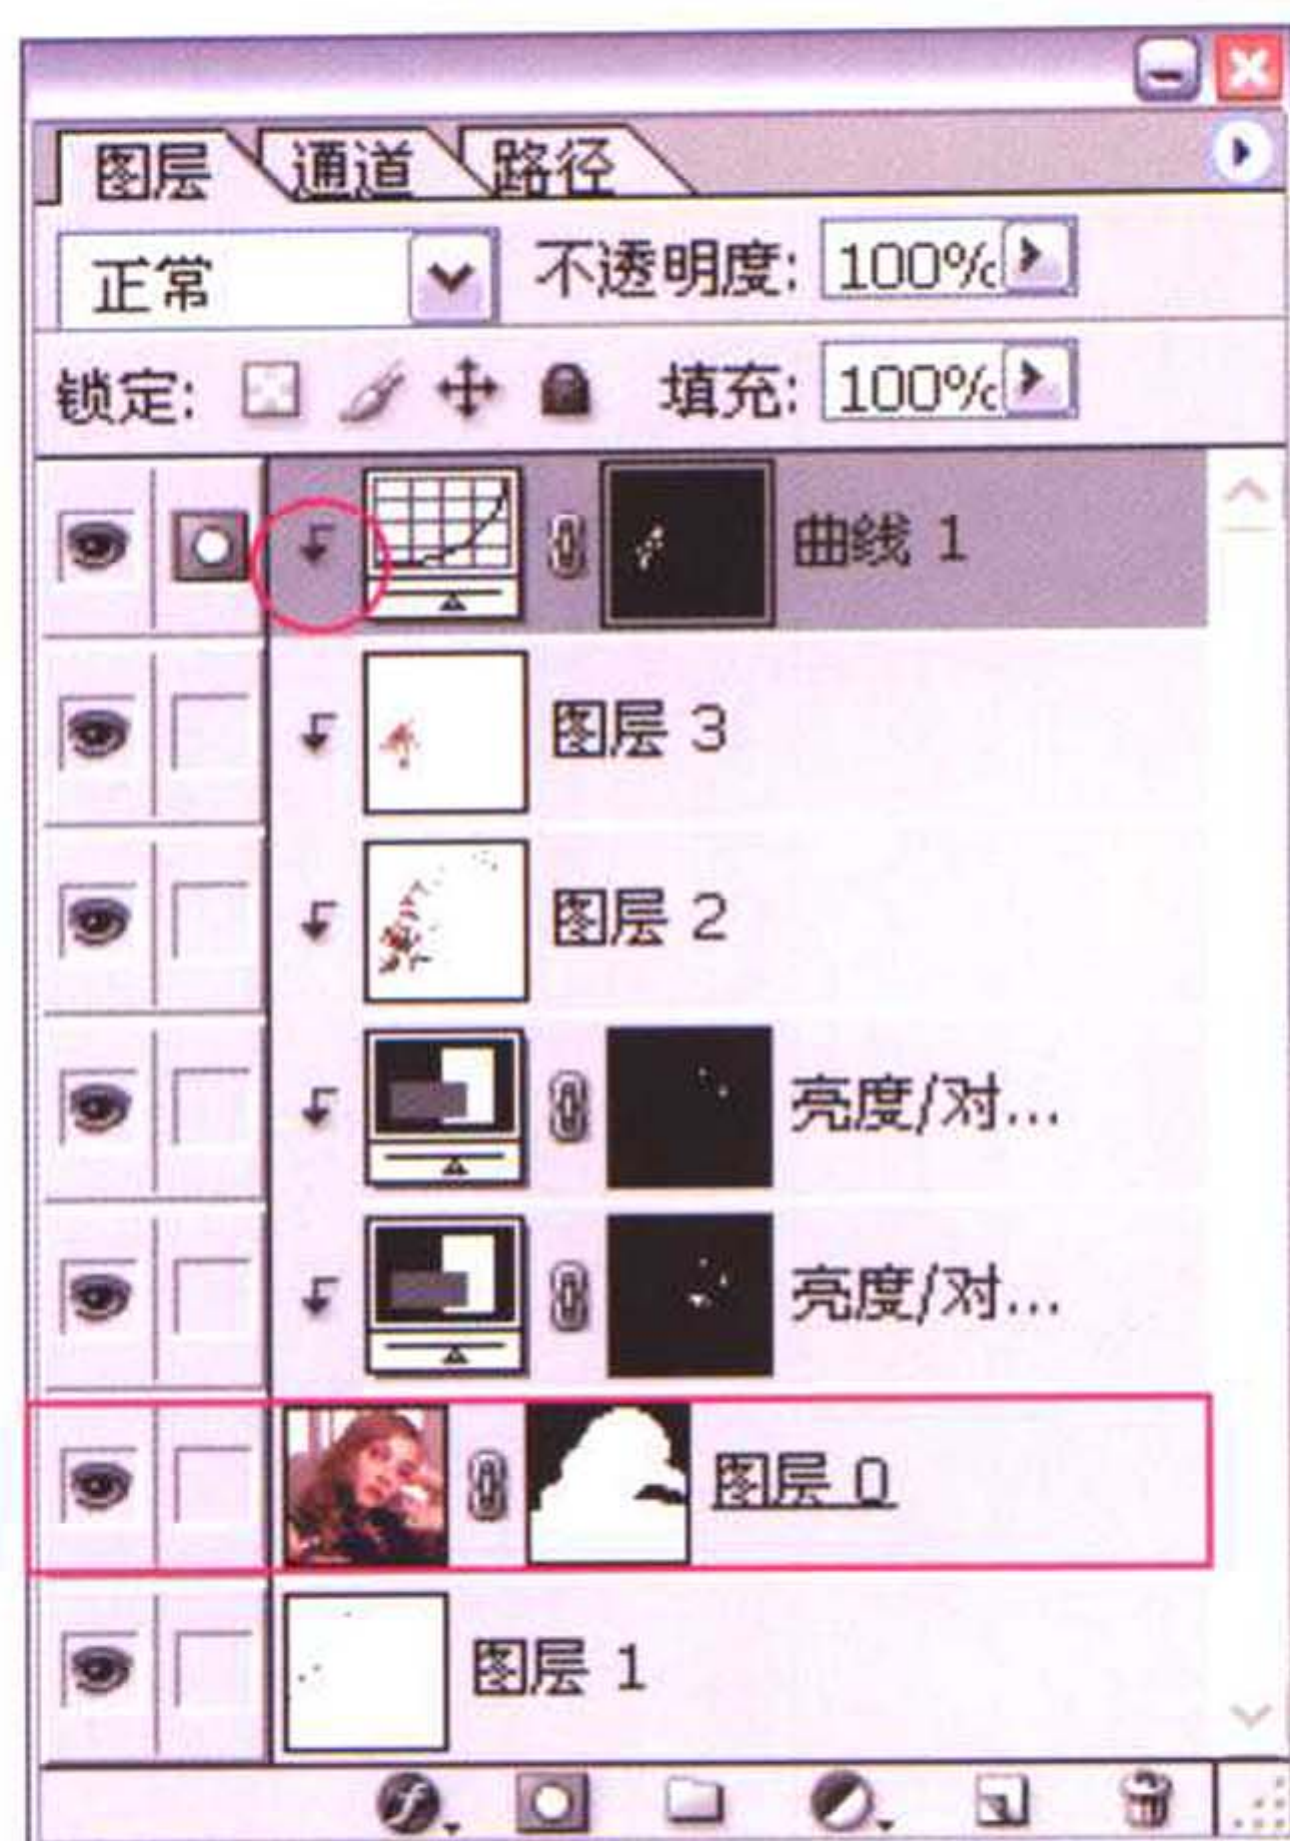 图层 通道 路径
正常 不透明度: 100%
锁定: 填充: 100%
曲线 1
图层 3
图层 2
亮度/对...
亮度/对...
图层 0
图层 1